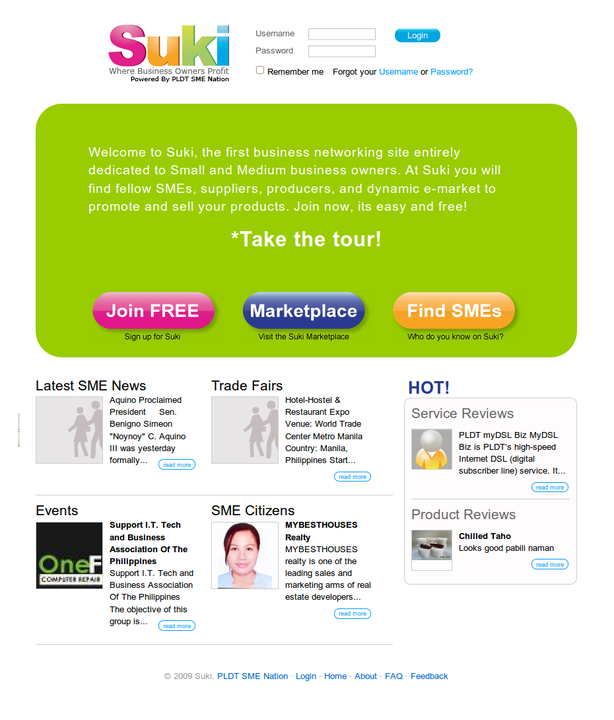 Suki
Where Business Owners Profit
Powered By PLDT SME Nation
Username
Password
Login
Remember me Forgot your Username or Password?
Welcome to Suki, the first business networking site entirely
dedicated to Small and Medium business owners. At Suki you will
find fellow SMEs, suppliers, producers, and dynamic e-market to
promote and sell your products. Join now, its easy and free!
*Take the tour!
Join FREE
Sign up for Suki
Marketplace
Visit the Suki Marketplace
Find SMEs
Who do you know on Suki?
Latest SME News
Aquino Proclaimed
President Sen.
Benigno Simeon
"Noynoy" C. Aquino
III was yesterday
formally...
read more
Trade Fairs
Hotel-Hostel &
Restaurant Expo
Venue: World Trade
Center Metro Manila
Country: Manila,
Philippines Start...
read more
HOT!
Service Reviews
PLDT myDSL Biz MyDSL
Biz is PLDT's high-speed
Internet DSL (digital
subscriber line) service. It...
read more
Product Reviews
Chilled Taho
Looks good pabili naman
read more
Events
OneF
COMPUTER REPAIR
Support I.T. Tech
and Business
Association Of The
Philippines
Support I.T. Tech and
Business Association
Of The Philippines
The objective of this
group is...
read more
SME Citizens
MYBESTHOUSES
Realty
MYBESTHOUSES
realty is one of the
leading sales and
marketing arms of real
estate developers...
read more
© 2009 Suki. PLDT SME Nation · Login · Home · About · FAQ · Feedback